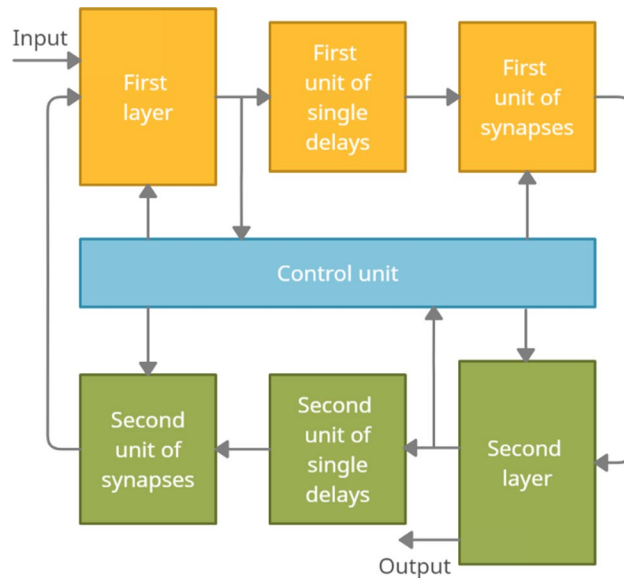 Input
First
layer
First
unit of
single
delays
First
unit of
synapses
Control unit
Second
unit of
synapses
Second
unit of
single
delays
Second
layer
Output